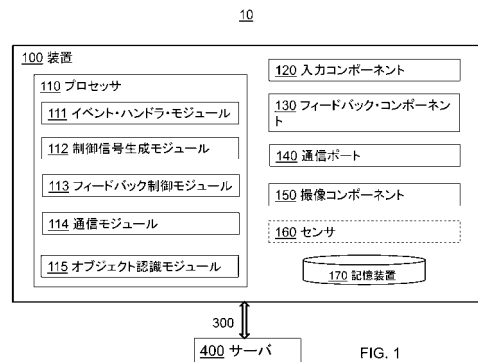 10
100 装置
110 プロセッサ
111 イベント・ハンドラ・モジュール
112 制御信号生成モジュール
113 フィードバック制御モジュール
114 通信モジュール
115 オブジェクト認識モジュール
120 入力コンポーネント
130 フィードバック・コンポーネン
ト
140 通信ポート
150 撮像コンポーネント
160 センサ
170 記憶装置
300
400 サーバ
FIG. 1